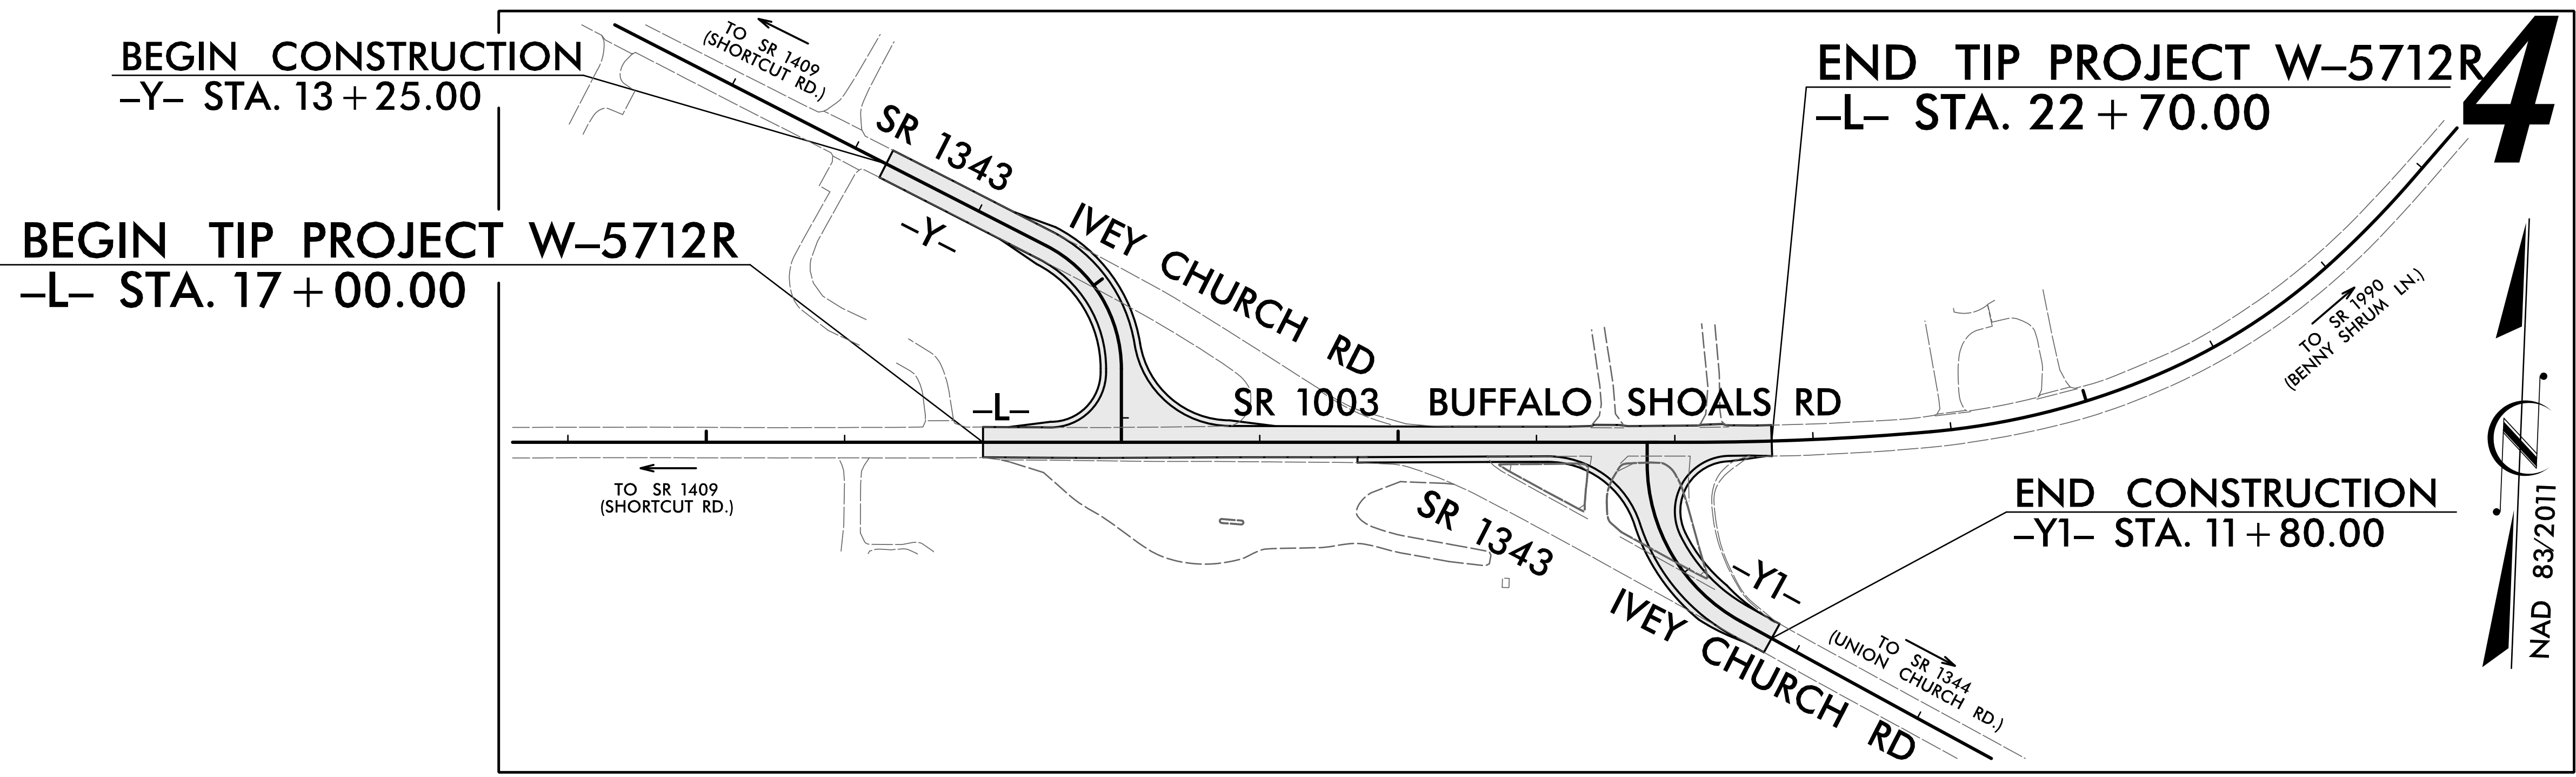 BEGIN CONSTRUCTION
–Y– STA. 13+25.00
TO SR 1409
(SHORTCUT RD.)
END TIP PROJECT W–5712R
–L– STA. 22+70.00
4
SR 1343
IVEY CHURCH RD
–Y–
BEGIN TIP PROJECT W–5712R
–L– STA. 17+00.00
–L–
SR 1003 BUFFALO SHOALS RD
TO SR 1990
(BENNY SHRUM LN.)
TO SR 1409
(SHORTCUT RD.)
SR 1343
IVEY CHURCH RD
–Y1–
END CONSTRUCTION
–Y1– STA. 11+80.00
TO SR 1344
(UNION CHURCH RD.)
N
NAD 83/2011